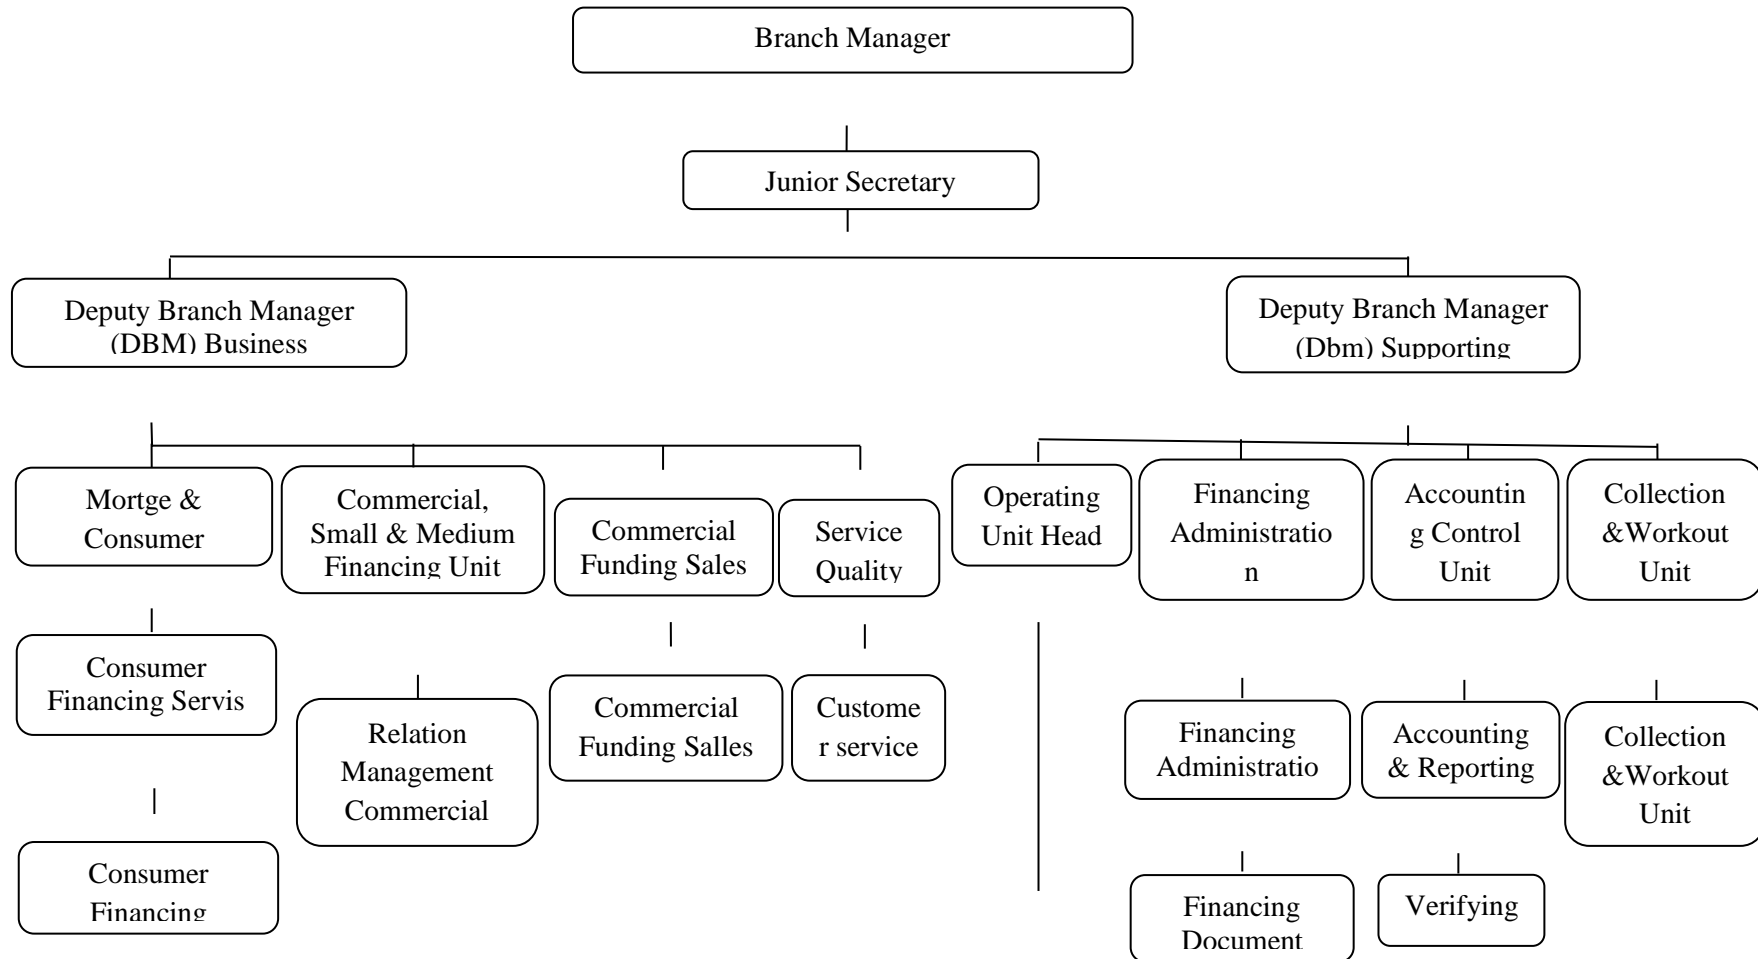 Branch Manager
Junior Secretary
Deputy Branch Manager
(DBM) Business
Deputy Branch Manager
(Dbm) Supporting
Mortge &
Consumer
Commercial,
Small & Medium
Financing Unit
Commercial
Funding Sales
Service
Quality
Operating
Unit Head
Financing
Administratio
n
Accountin
g Control
Unit
Collection
&Workout
Unit
Consumer
Financing Servis
Relation
Management
Commercial
Commercial
Funding Salles
Custome
r service
Financing
Administratio
Accounting
& Reporting
Collection
&Workout
Unit
Consumer
Financing
Financing
Document
Verifying